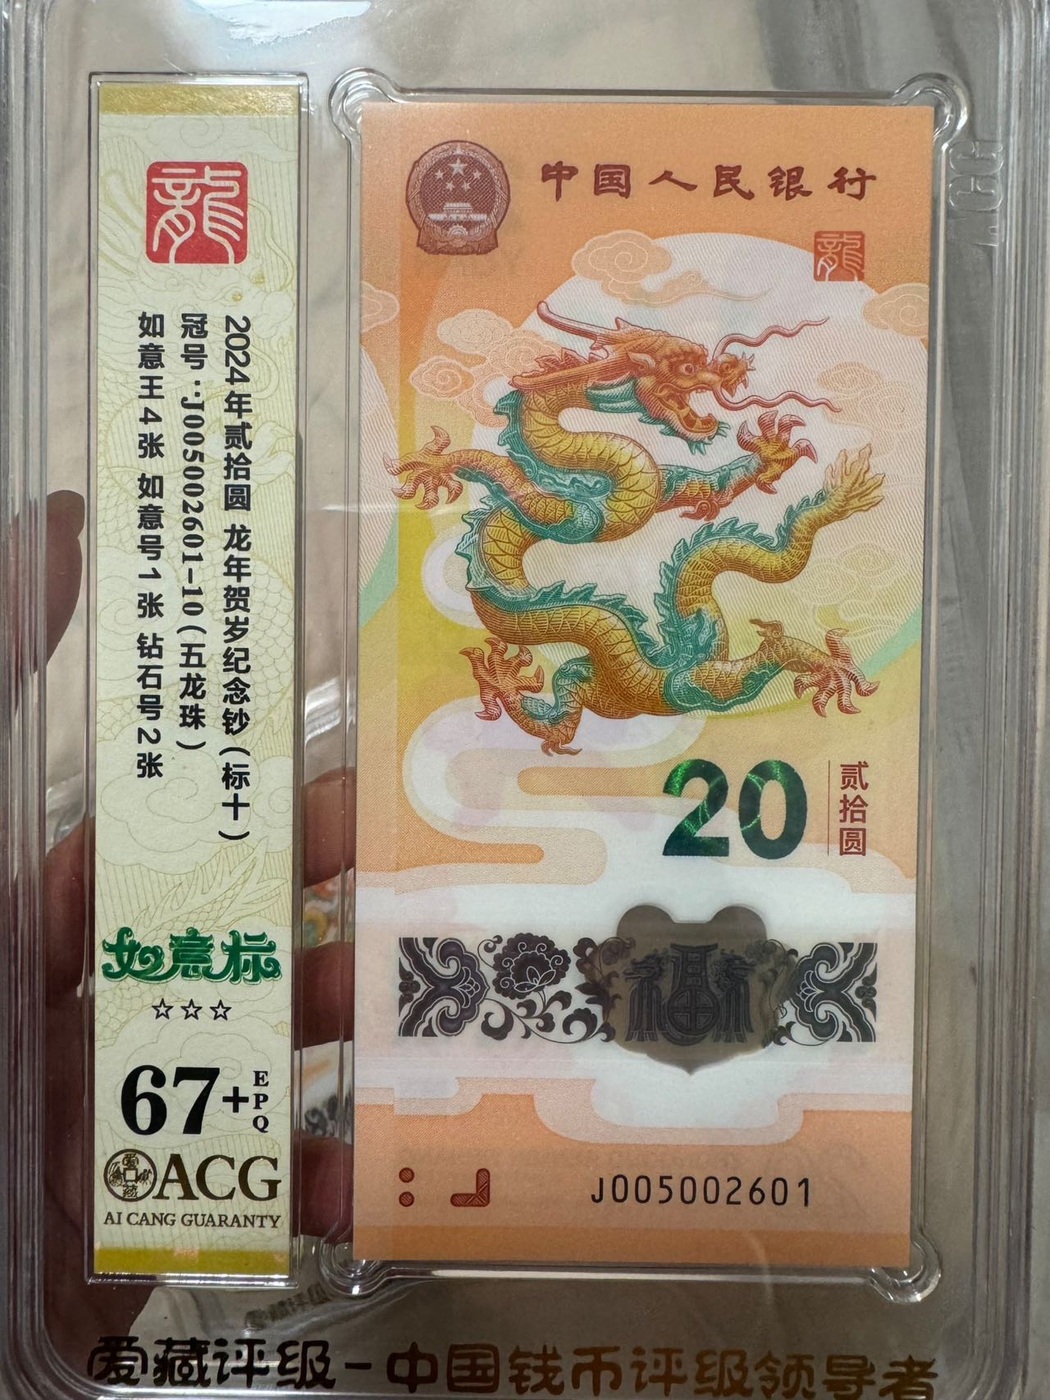 龍
2024年贰拾圆 龙年贺岁纪念钞(标十)
冠号:J005002601-10(五龙珠)
如意王4张 如意号1张 钻石号2张
如意标
☆☆☆
67+EPQ
ACG
AI CANG GUARANTY
中国人民银行
龍
20
贰拾圆
福
J005002601
爱藏评级-中国钱币评级领导者